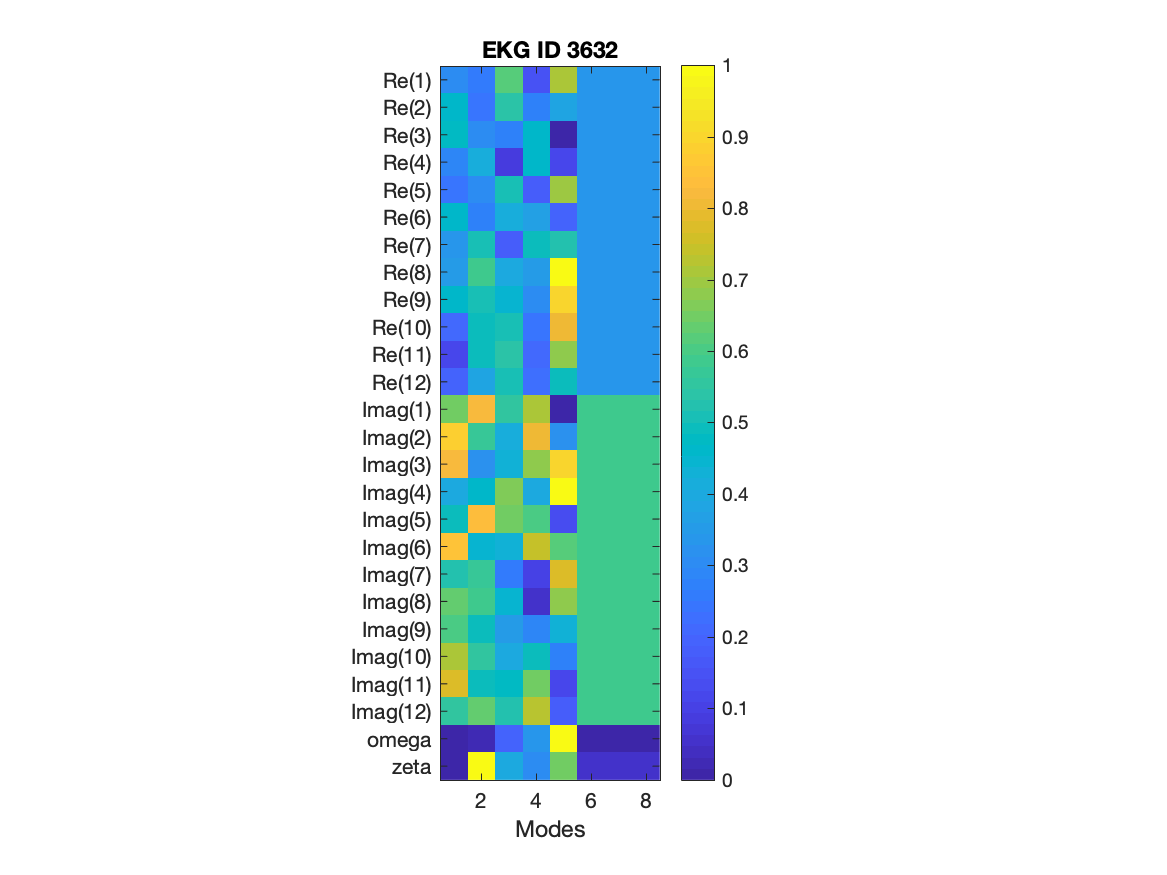 EKG ID 3632
Re(1)
Re(2)
Re(3)
Re(4)
Re(5)
Re(6)
Re(7)
Re(8)
Re(9)
Re(10)
Re(11)
Re(12)
Imag(1)
Imag(2)
Imag(3)
Imag(4)
Imag(5)
Imag(6)
Imag(7)
Imag(8)
Imag(9)
Imag(10)
Imag(11)
Imag(12)
omega
zeta
2 4 6 8
Modes
1
0.9
0.8
0.7
0.6
0.5
0.4
0.3
0.2
0.1
0